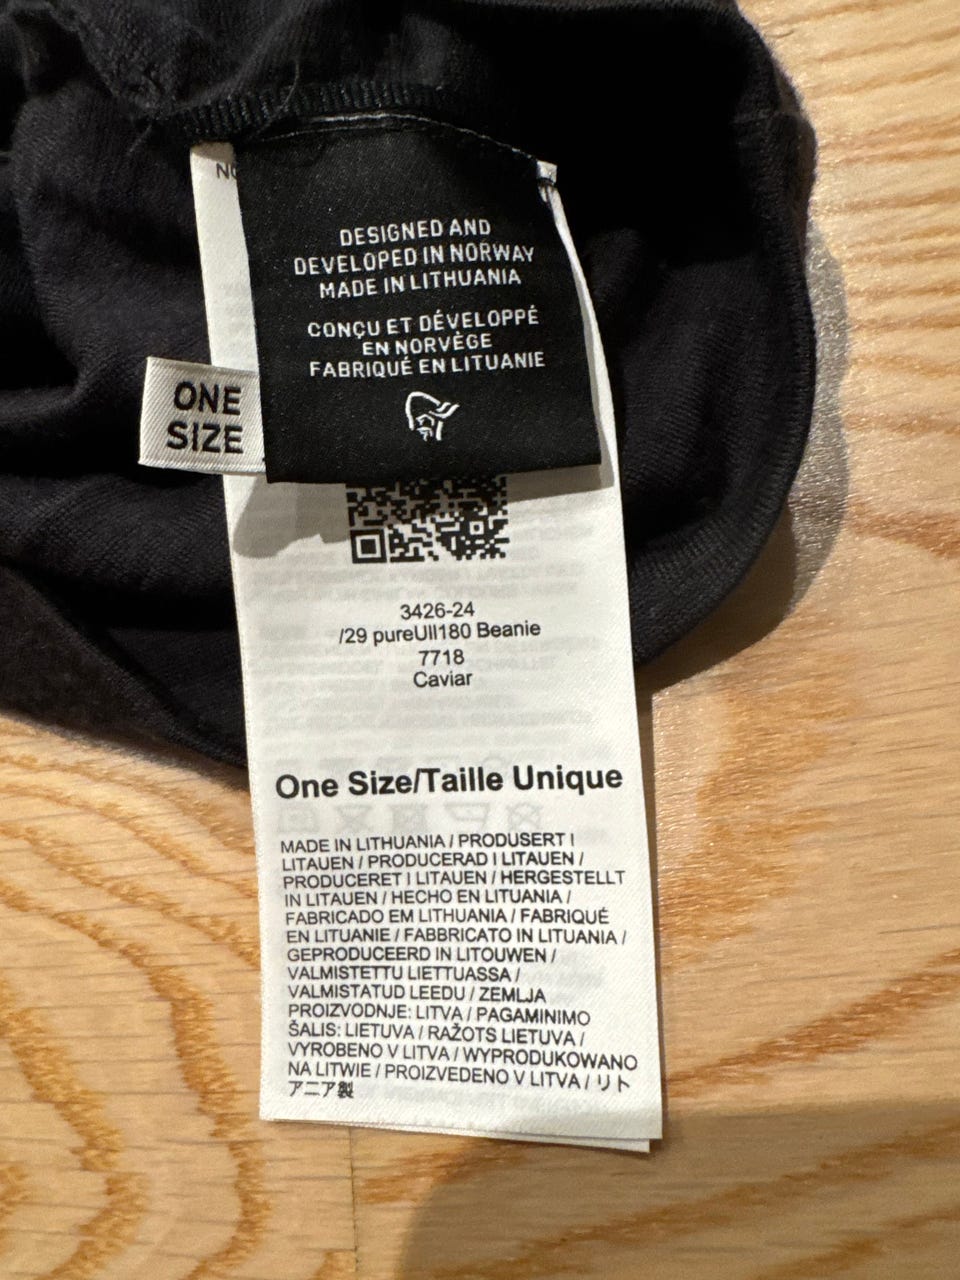 DESIGNED AND
DEVELOPED IN NORWAY
MADE IN LITHUANIA
CONÇU ET DÉVELOPPÉ
EN NORVÈGE
FABRIQUÉ EN LITUANIE
ONE
SIZE
3426-24
/29 pureUll180 Beanie
7718
Caviar
One Size/Taille Unique
MADE IN LITHUANIA / PRODUSERT I
LITAUEN / PRODUCERAD I LITAUEN /
PRODUCERET I LITAUEN / HERGESTELLT
IN LITAUEN / HECHO EN LITUANIA /
FABRICADO EM LITHUANIA / FABRIQUÉ
EN LITUANIE / FABBRICATO IN LITUANIA /
GEPRODUCEERD IN LITOUWEN /
VALMISTETTU LIETTUASSA /
VALMISTATUD LEEDU / ZEMLJA
PROIZVODNJE: LITVA / PAGAMINIMO
ŠALIS: LIETUVA / RAŽOTS LIETUVA /
VYROBENO V LITVA / WYPRODUKOWANO
NA LITWIE / PROIZVEDENO V LITVA / リト
アニア製